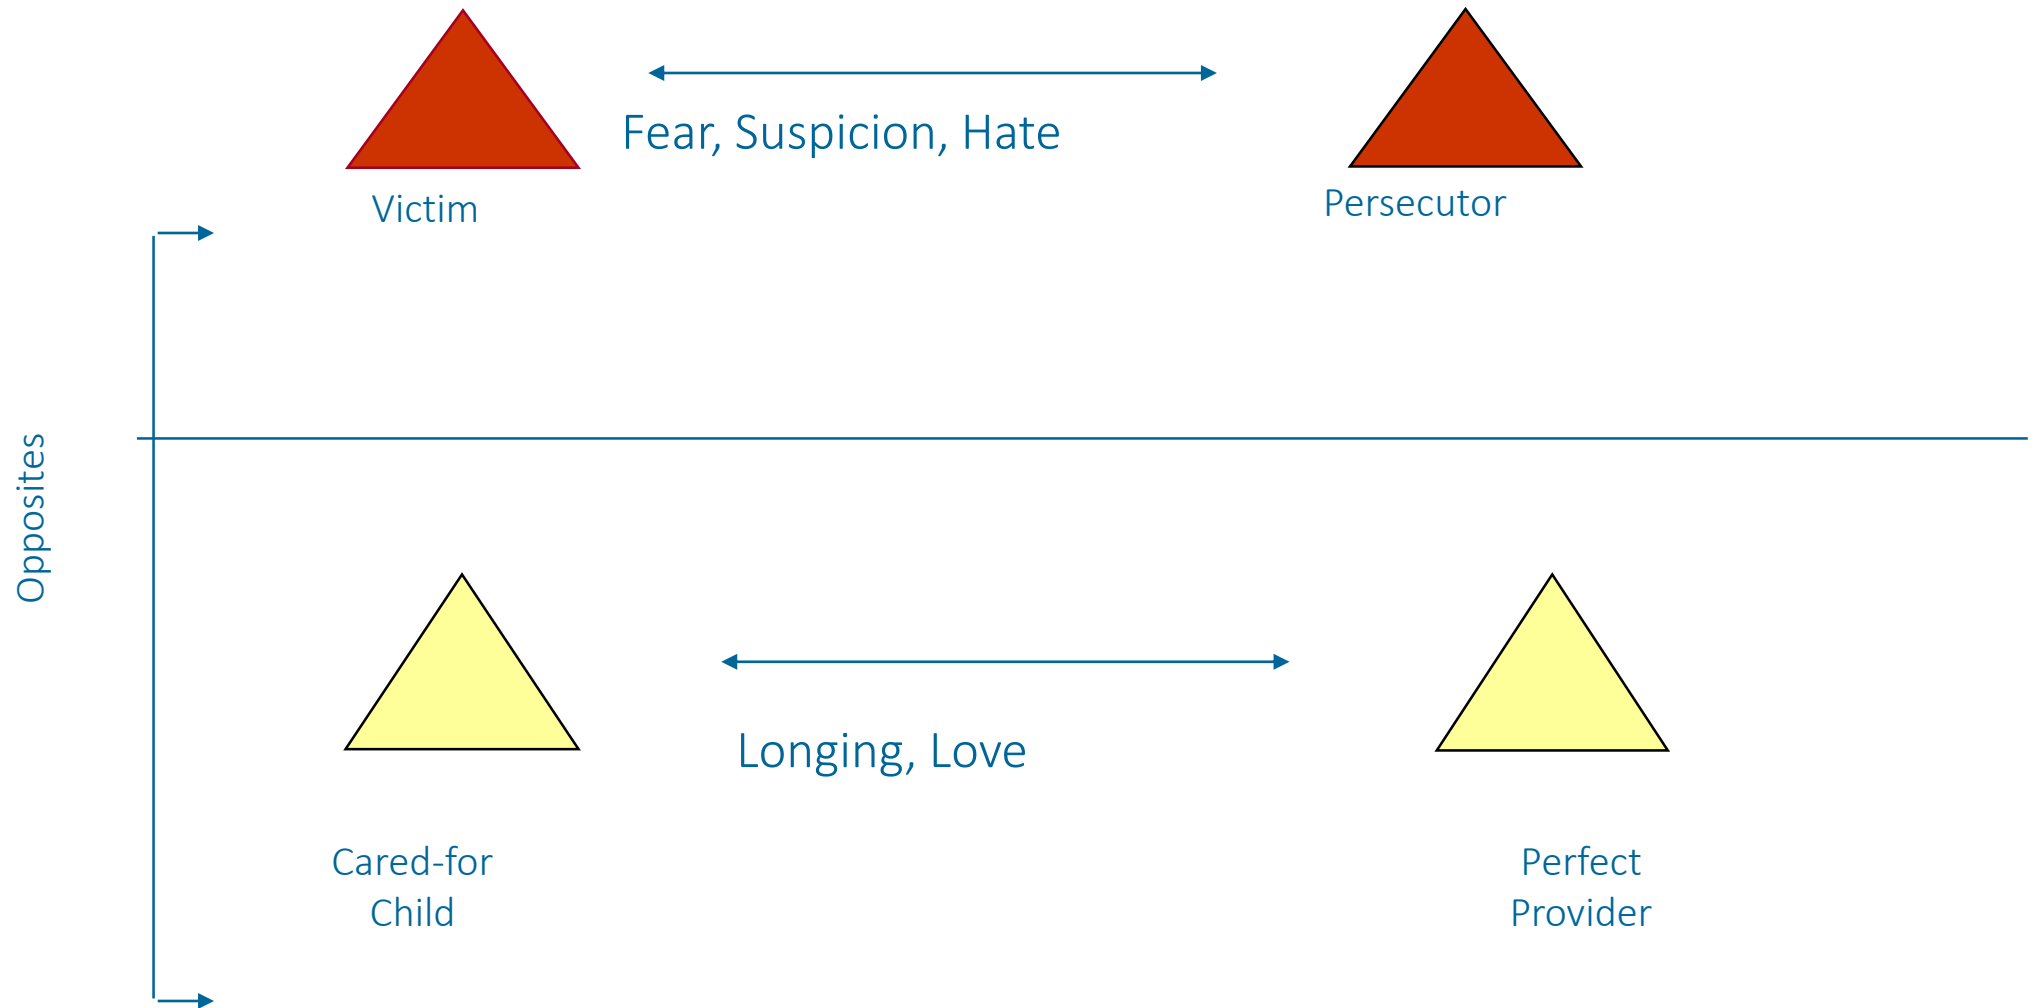 Fear, Suspicion, Hate
Victim
Persecutor
Opposites
Longing, Love
Cared-for
Child
Perfect
Provider